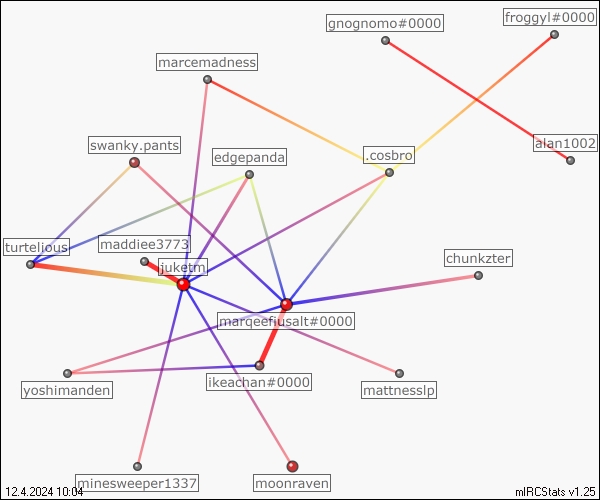 froggyl#0000
gnognomo#0000
marcemadness
alan1002
swanky.pants
edgepanda
.cosbro
turtelious
maddiee3773
juketm
chunkzter
marqeefiusalt#0000
yoshimanden
ikeachan#0000
mattnesslp
minesweeper1337
moonraven
12.4.2024 10:04
mIRCStats v1.25